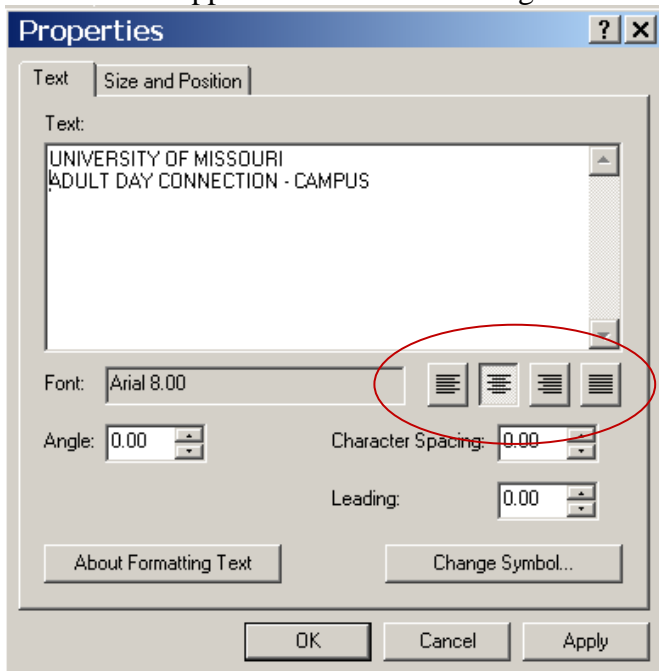 Properties
Text Size and Position
Text:
UNIVERSITY OF MISSOURI
ADULT DAY CONNECTION - CAMPUS
Font: Arial 8.00
Angle: 0.00 Character Spacing: 0.00
Leading: 0.00
About Formatting Text Change Symbol...
OK Cancel Apply